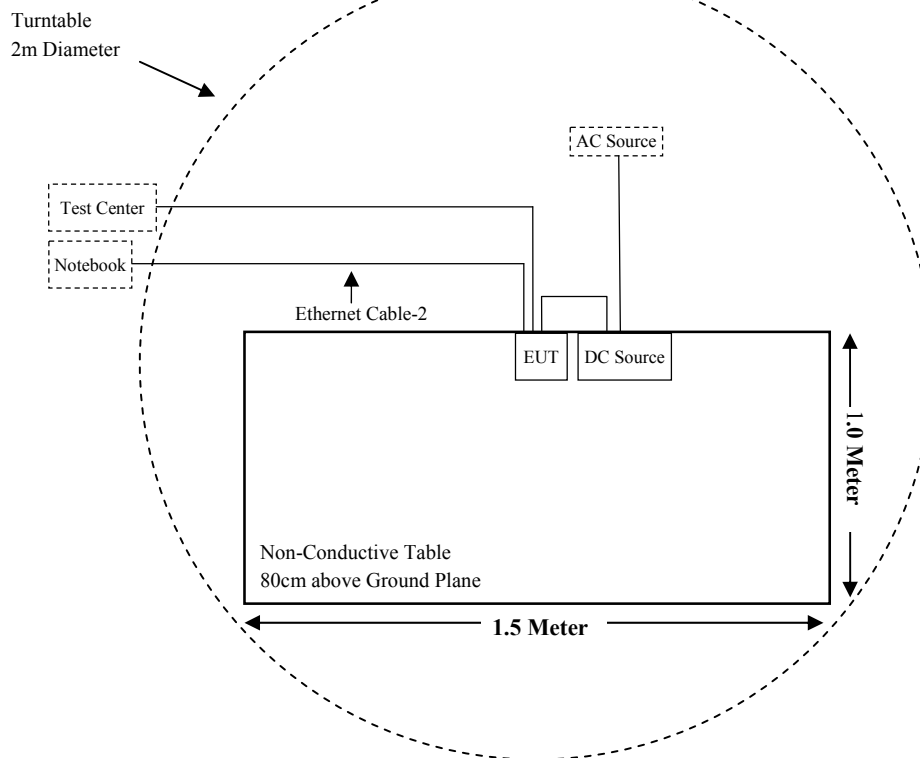 Turntable
2m Diameter
AC Source
Test Center
Notebook
Ethernet Cable-2
EUT
DC Source
1.0 Meter
Non-Conductive Table
80cm above Ground Plane
1.5 Meter